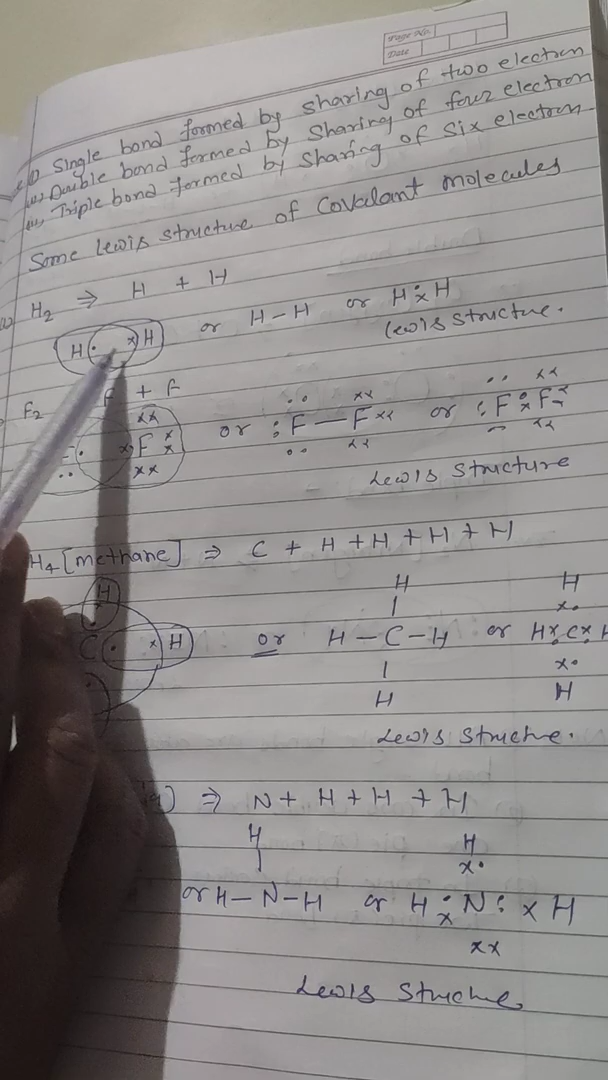 Page No.
Date
i) Single bond formed by sharing of two electron
ii, Double bond formed by Sharing of four electron
iii, Triple bond formed by Sharing of Six electron
Some Lewis structure of Covalant molecules
H₂ ⇒ H + H
H · × H or H - H or H ⨰ H
Lewis structure.
F₂ F + F
F or :F — F ×× or :F F
Lewis Structure
H₄ [methane] ⇒ C + H + H + H + H
H H H
C · × H or H - C - H or H× C× H
H H
Lewis Structure.
⇒ N + H + H + H
H H
×·
or H - N - H or H N : × H
××
Lewis Structure